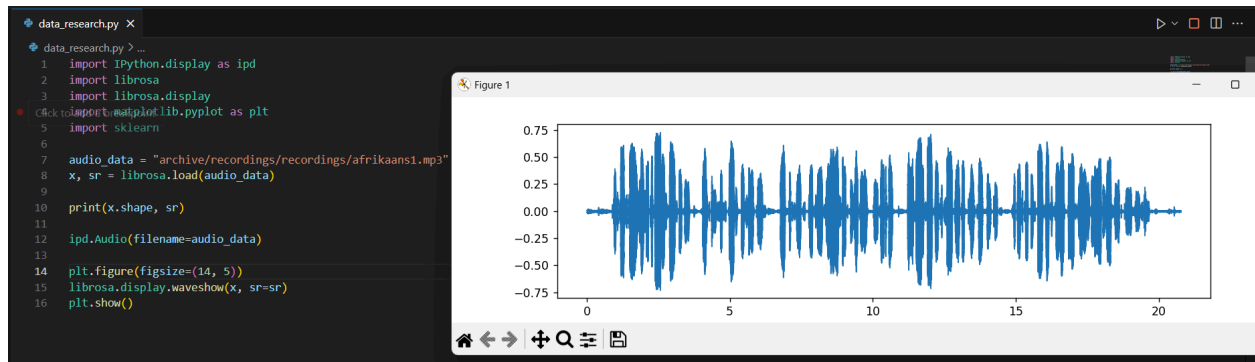 data_research.py
data_research.py > ...
1 import IPython.display as ipd
2 import librosa
3 import librosa.display
4 import matplotlib.pyplot as plt
Click to add a breakpoint
5 import sklearn
6
7 audio_data = "archive/recordings/recordings/afrikaans1.mp3"
8 x, sr = librosa.load(audio_data)
9
10 print(x.shape, sr)
11
12 ipd.Audio(filename=audio_data)
13
14 plt.figure(figsize=(14, 5))
15 librosa.display.waveshow(x, sr=sr)
16 plt.show()
Figure 1
0.75
0.50
0.25
0.00
−0.25
−0.50
−0.75
0 5 10 15 20